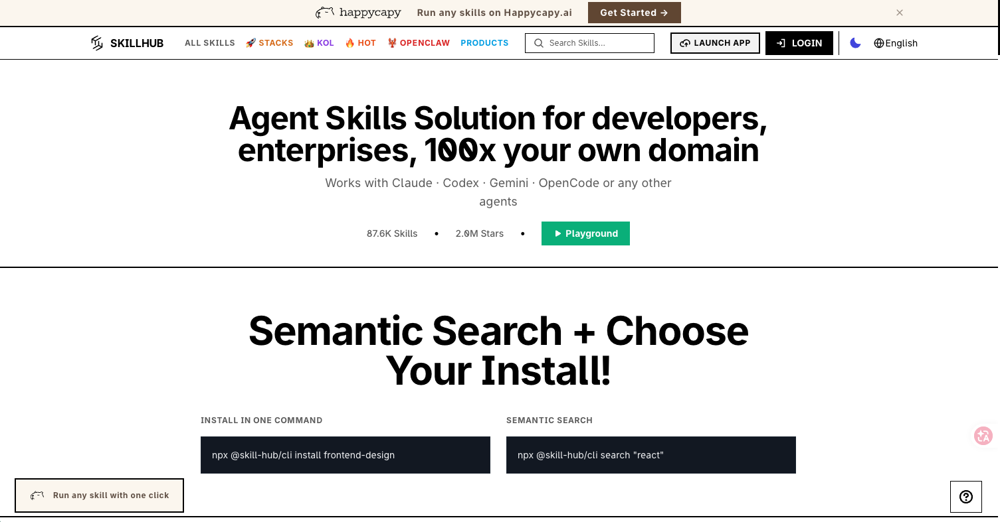 happycapy Run any skills on Happycapy.ai Get Started →
SKILLHUB ALL SKILLS STACKS KOL HOT OPENCLAW PRODUCTS Search Skills... LAUNCH APP LOGIN English
Agent Skills Solution for developers,
enterprises, 100x your own domain
Works with Claude · Codex · Gemini · OpenCode or any other
agents
87.6K Skills • 2.0M Stars • Playground
Semantic Search + Choose
Your Install!
INSTALL IN ONE COMMAND
npx @skill-hub/cli install frontend-design
SEMANTIC SEARCH
npx @skill-hub/cli search "react"
Run any skill with one click